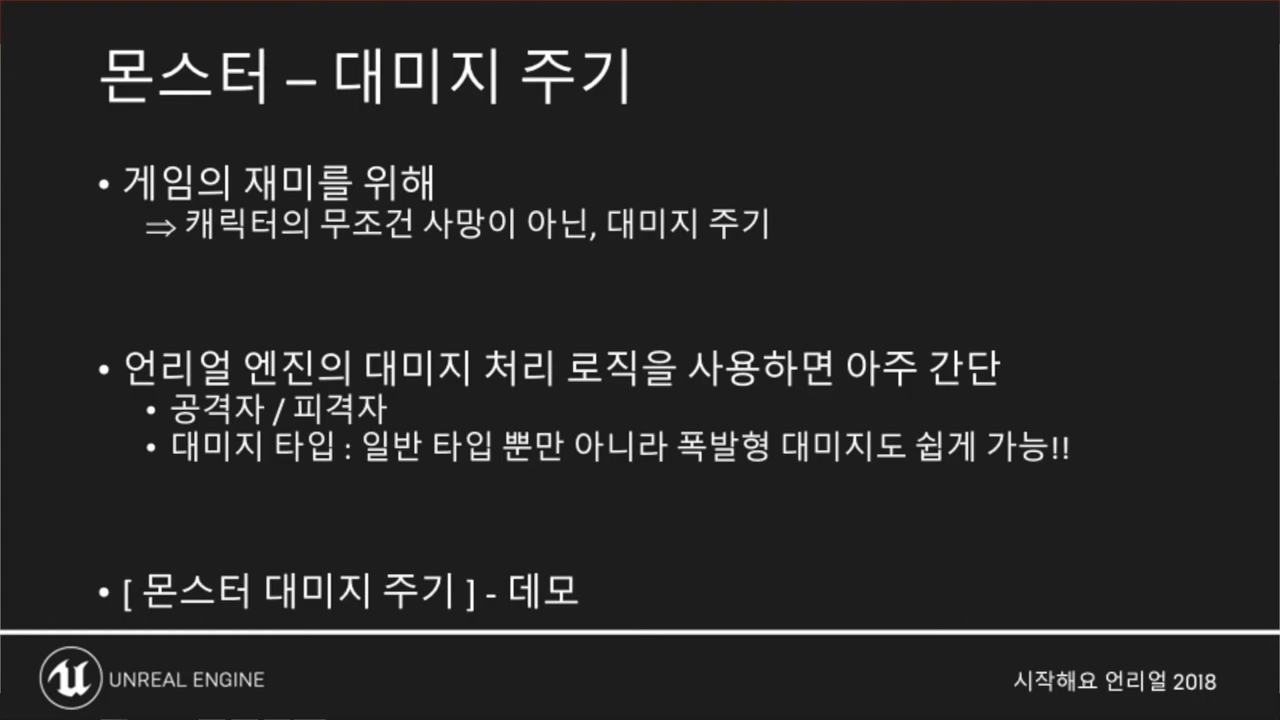 몬스터 – 대미지 주기
• 게임의 재미를 위해
⇒ 캐릭터의 무조건 사망이 아닌, 대미지 주기
• 언리얼 엔진의 대미지 처리 로직을 사용하면 아주 간단
• 공격자 / 피격자
• 대미지 타입 : 일반 타입 뿐만 아니라 폭발형 대미지도 쉽게 가능!!
• [ 몬스터 대미지 주기 ] - 데모
UNREAL ENGINE
시작해요 언리얼 2018